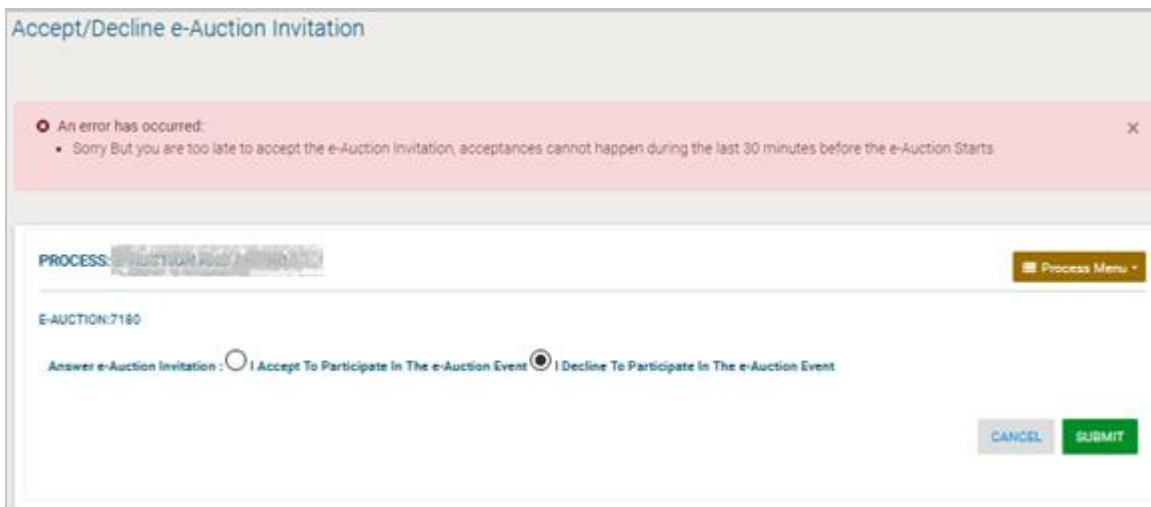 Accept/Decline e-Auction Invitation
An error has occurred:
Sorry But you are too late to accept the e-Auction Invitation, acceptances cannot happen during the last 30 minutes before the e-Auction Starts
PROCESS:
Process Menu
E-AUCTION:7180
Answer e-Auction Invitation : I Accept To Participate In The e-Auction Event I Decline To Participate In The e-Auction Event
CANCEL SUBMIT